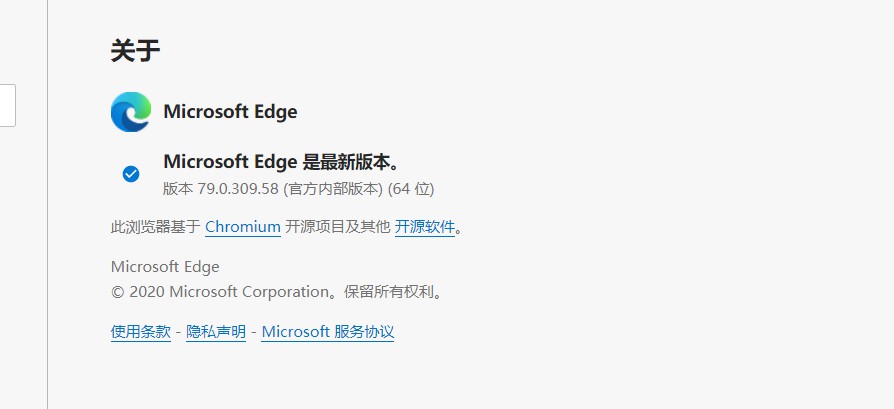 关于
Microsoft Edge
Microsoft Edge 是最新版本。
版本 79.0.309.58 (官方内部版本) (64 位)
此浏览器基于 Chromium 开源项目及其他 开源软件。
Microsoft Edge
© 2020 Microsoft Corporation。保留所有权利。
使用条款 - 隐私声明 - Microsoft 服务协议